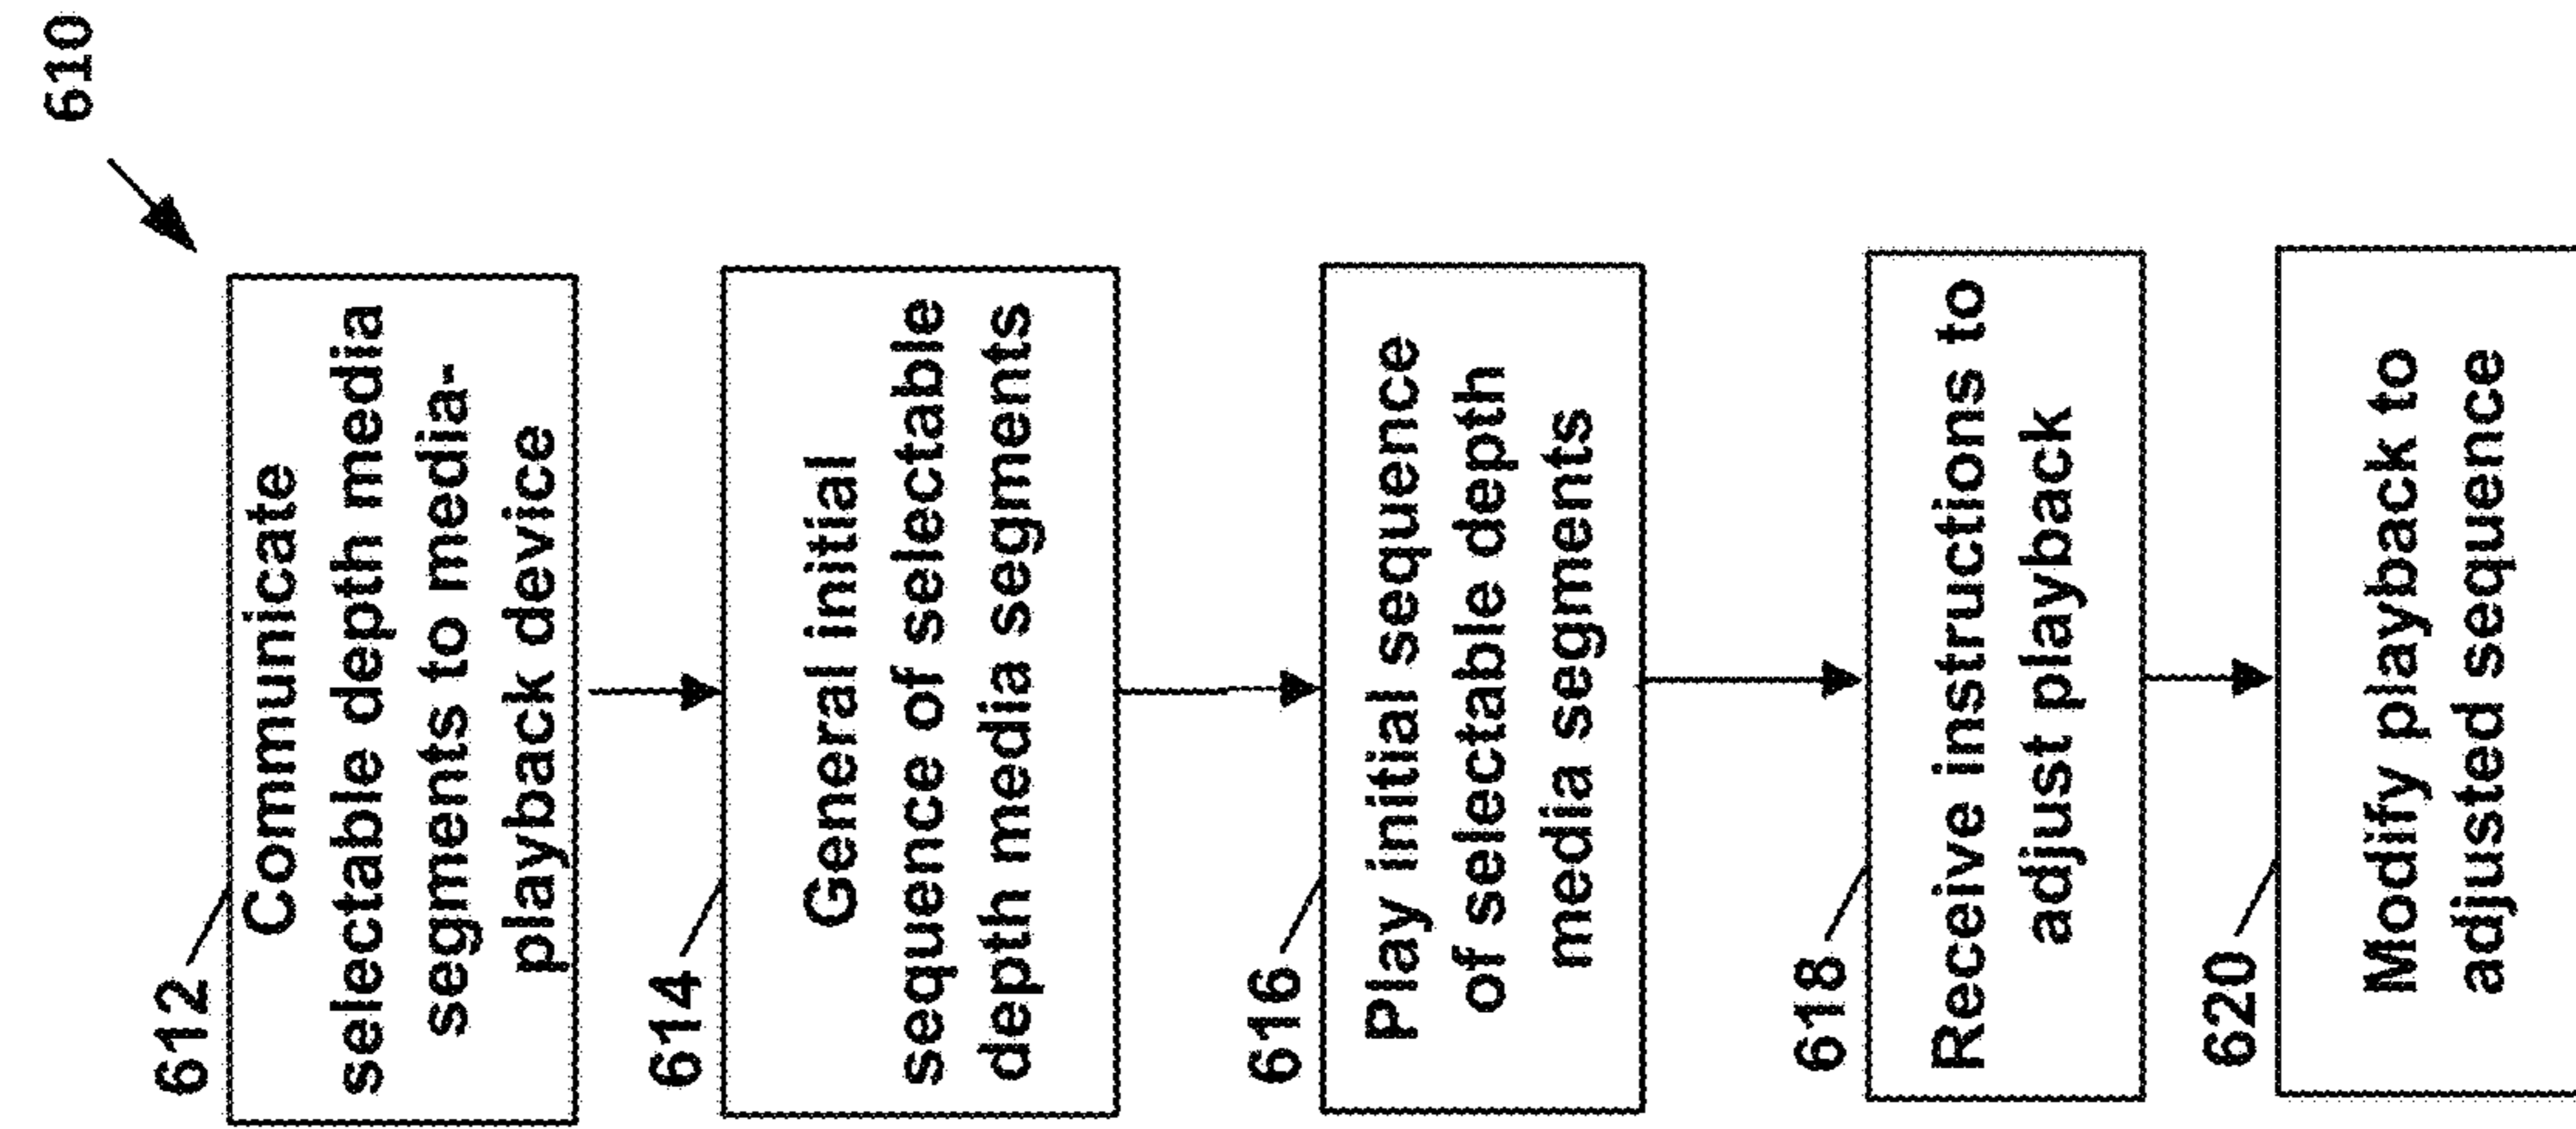 610
612
Communicate
selectable depth media
segments to media-
playback device
614
General initial
sequence of selectable
depth media segments
616
Play initial sequence
of selectable depth
media segments
618
Receive instructions to
adjust playback
620
Modify playback to
adjusted sequence